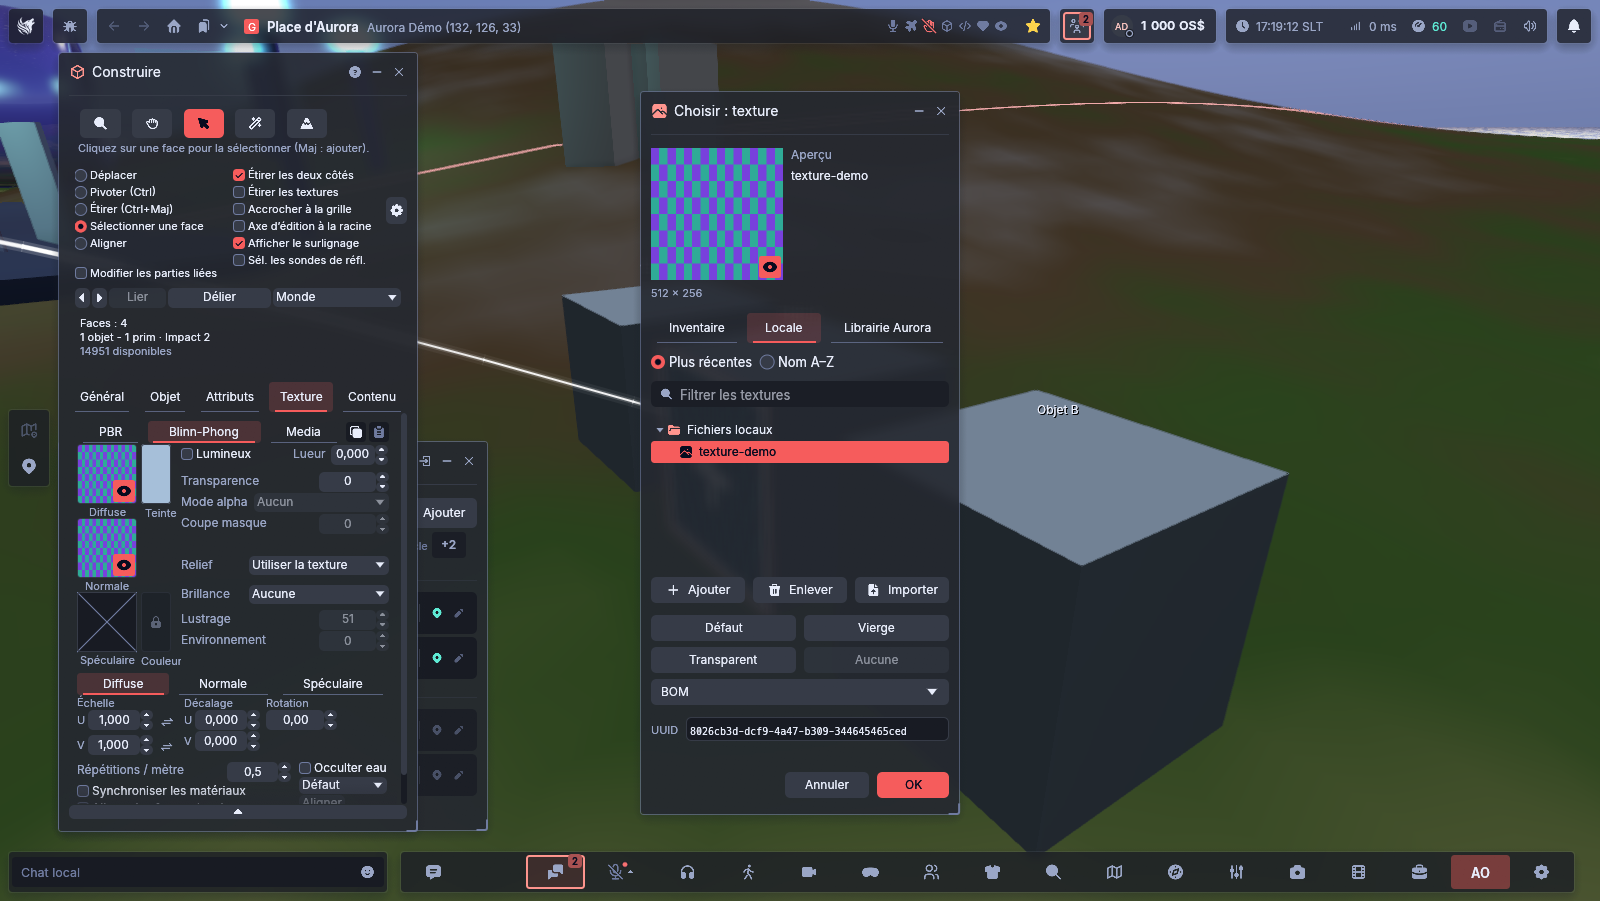 Place d'Aurora Aurora Démo (132, 126, 33)
2
AD 1 000 OS$
17:19:12 SLT 0 ms 60
Construire
Cliquez sur une face pour la sélectionner (Maj : ajouter).
Déplacer
Pivoter (Ctrl)
Étirer (Ctrl+Maj)
Sélectionner une face
Aligner
Étirer les deux côtés
Étirer les textures
Accrocher à la grille
Axe d'édition à la racine
Afficher le surlignage
Sél. les sondes de réfl.
Modifier les parties liées
Lier Délier Monde
Faces : 4
1 objet - 1 prim · Impact 2
14951 disponibles
Général Objet Attributs Texture Contenu
PBR Blinn-Phong Media
Lumineux Lueur 0,000
Transparence 0
Mode alpha Aucun
Diffuse Teinte
Coupe masque 0
Relief Utiliser la texture
Normale
Brillance Aucune
Lustrage 51
Environnement 0
Spéculaire Couleur
Diffuse Normale Spéculaire
Échelle Décalage Rotation
U 1,000 U 0,000 0,00
V 1,000 V 0,000
Répétitions / mètre 0,5 Occulter eau
Synchroniser les matériaux Défaut
Aligner
Ajouter
+2
Choisir : texture
Aperçu
texture-demo
512 × 256
Inventaire Locale Librairie Aurora
Plus récentes Nom A–Z
Filtrer les textures
Fichiers locaux
texture-demo
Ajouter Enlever Importer
Défaut Vierge
Transparent Aucune
BOM
UUID 8026cb3d-dcf9-4a47-b309-344645465ced
Annuler OK
Objet B
Chat local
2
AO